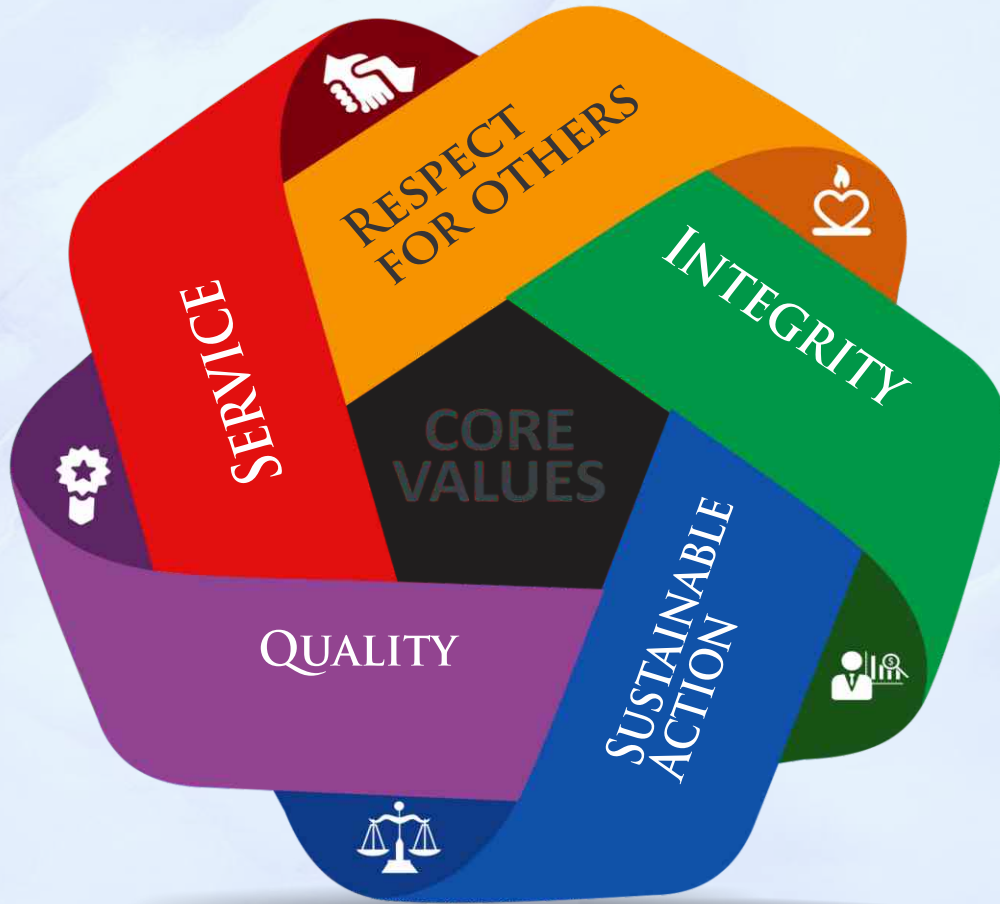 RESPECT
FOR OTHERS
INTEGRITY
SERVICE
CORE
VALUES
SUSTAINABLE
ACTION
QUALITY
$